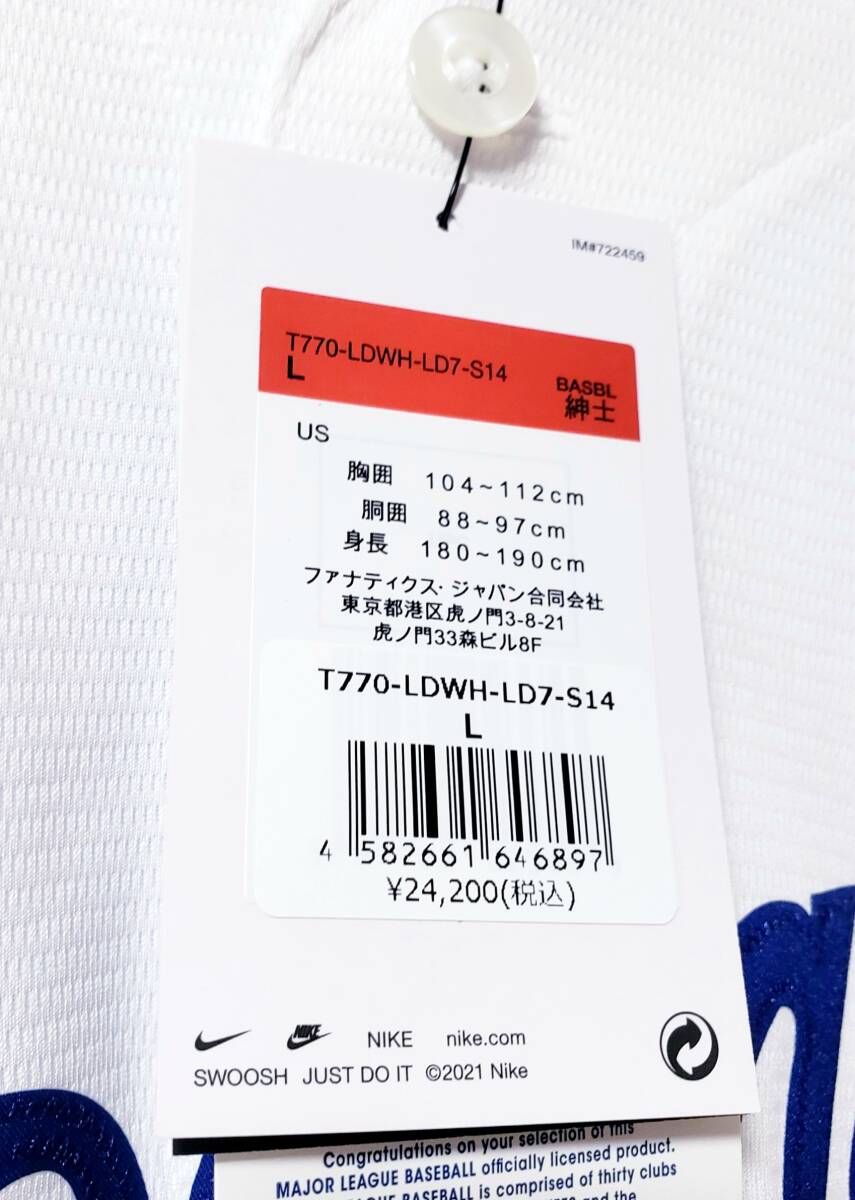 IM#722459
T770-LDWH-LD7-S14
L
BASBL
紳士
US
胸囲 104~112cm
胴囲 88~97cm
身長 180~190cm
ファナティクス・ジャパン合同会社
東京都港区虎ノ門3-8-21
虎ノ門33森ビル8F
T770-LDWH-LD7-S14
L
4 582661 646897
¥24,200(税込)
NIKE NIKE nike.com
SWOOSH JUST DO IT ©2021 Nike
Congratulations on your selection of this
MAJOR LEAGUE BASEBALL officially licensed product.
LEAGUE BASEBALL is comprised of thirty clubs
and the